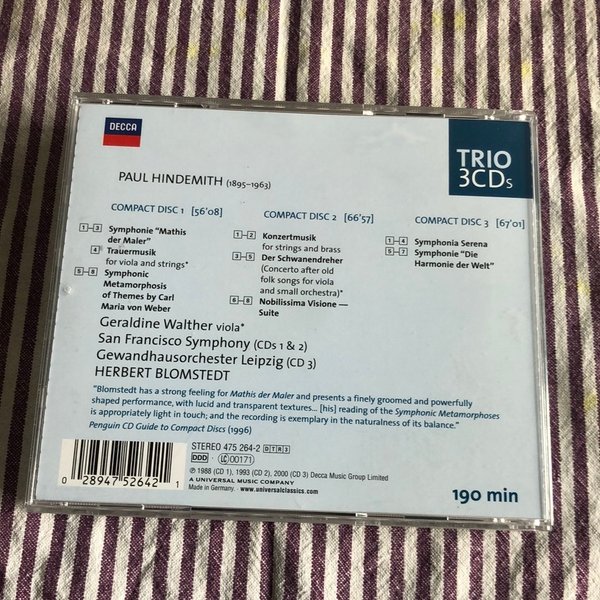 DECCA
TRIO
3CDs
PAUL HINDEMITH (1895–1963)
COMPACT DISC 1 [56'08]
1–3 Symphonie "Mathis
der Maler"
4 Trauermusik
for viola and strings*
5–8 Symphonic
Metamorphosis
of Themes by Carl
Maria von Weber
COMPACT DISC 2 [66'57]
1–2 Konzertmusik
for strings and brass
3–5 Der Schwanendreher
(Concerto after old
folk songs for viola
and small orchestra)*
6–8 Nobilissima Visione —
Suite
COMPACT DISC 3 [67'01]
1–4 Symphonia Serena
5–7 Symphonie "Die
Harmonie der Welt"
Geraldine Walther viola*
San Francisco Symphony (CDs 1 & 2)
Gewandhausorchester Leipzig (CD 3)
HERBERT BLOMSTEDT
"Blomstedt has a strong feeling for Mathis der Maler and presents a finely groomed and powerfully
shaped performance, with lucid and transparent textures... [his] reading of the Symphonic Metamorphoses
is appropriately light in touch; and the recording is exemplary in the naturalness of its balance."
Penguin CD Guide to Compact Discs (1996)
STEREO 475 264-2 DTR3
DDD · LC00171
℗ 1988 (CD 1), 1993 (CD 2), 2000 (CD 3) Decca Music Group Limited
A UNIVERSAL MUSIC COMPANY
Made in Germany. www.universalclassics.com
0 28947 52642 1
190 min